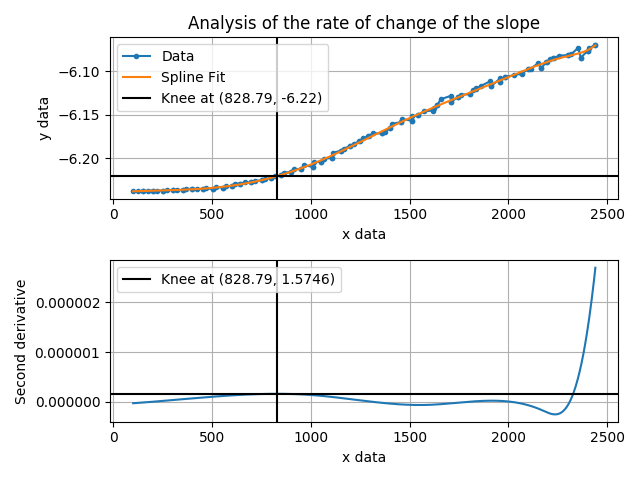 Analysis of the rate of change of the slope
Data
Spline Fit
Knee at (828.79, -6.22)
y data
−6.10
−6.15
−6.20
0 500 1000 1500 2000 2500
x data
Knee at (828.79, 1.5746)
Second derivative
0.000002
0.000001
0.000000
0 500 1000 1500 2000 2500
x data